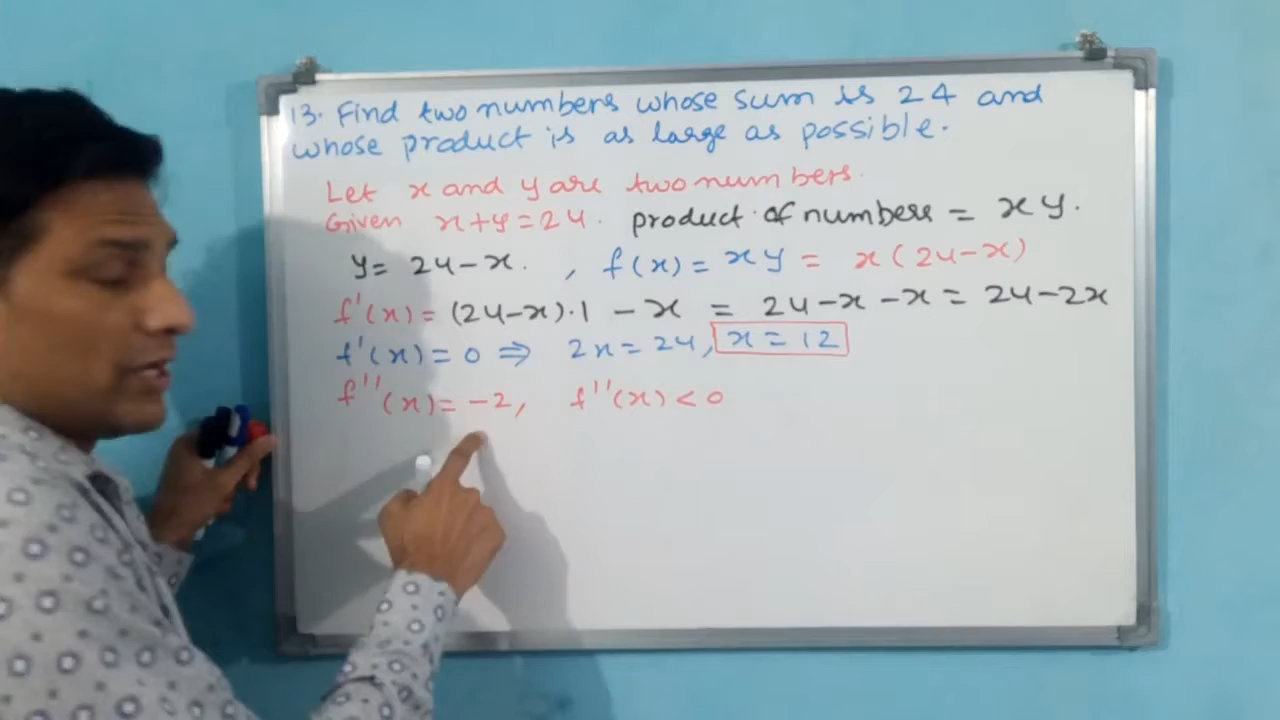 13. Find two numbers whose sum is 24 and
whose product is as large as possible.
Let x and y are two numbers.
Given x+y=24. product of numbers = xy.
y= 24-x. , f(x)= xy = x(24-x)
f'(x)= (24-x).1 - x = 24-x-x = 24-2x
f'(x)=0 ⇒ 2x=24, x=12
f''(x)= -2, f''(x)<0